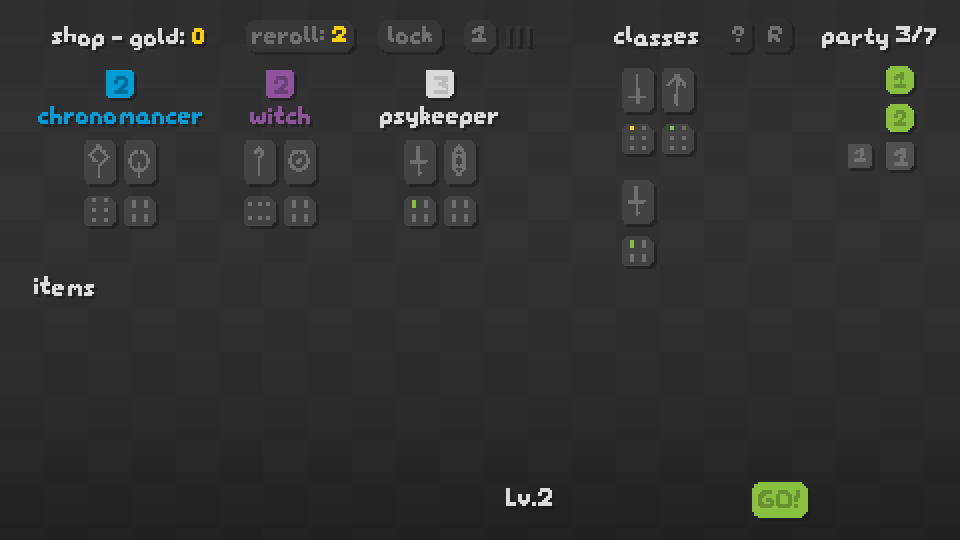 shop - gold: 0 reroll: 2 lock 1 classes ? R party 3/7
2 2 3 1
chronomancer witch psykeeper 2
1 1
items
Lv.2 GO!